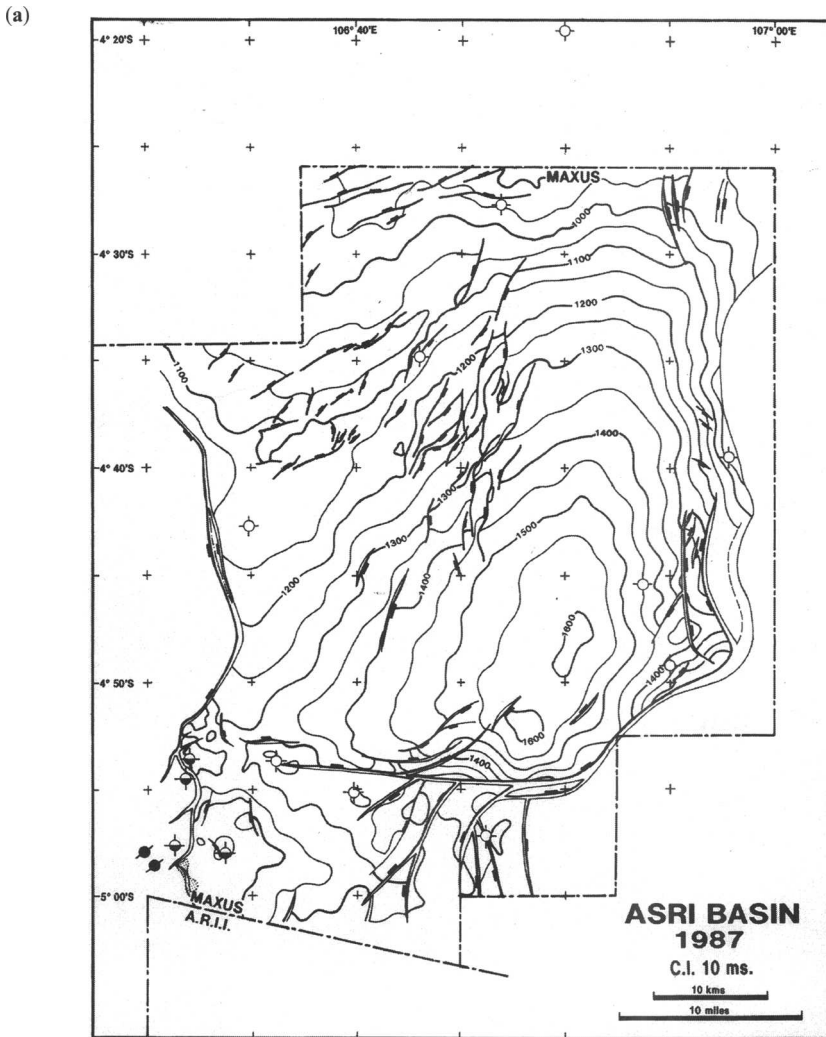 (a)
106° 40'E
107° 00'E
4° 20'S
MAXUS
1000
4° 30'S
1100
1200
1300
1100
1200
1400
4° 40'S
1300
1500
1300
1200
1400
1600
4° 50'S
1400
1600
1400
5° 00'S
MAXUS
A.R.I.I.
ASRI BASIN
1987
C.I. 10 ms.
10 kms
10 miles